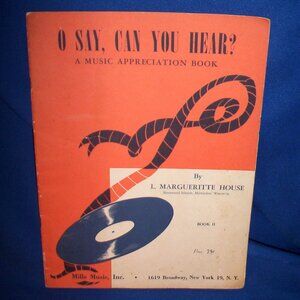 O SAY, CAN YOU HEAR?
A MUSIC APPRECIATION BOOK
By
L. MARGUERITTE HOUSE
BOOK II
75¢
Mills Music, Inc. • 1619 Broadway, New York 19, N. Y.